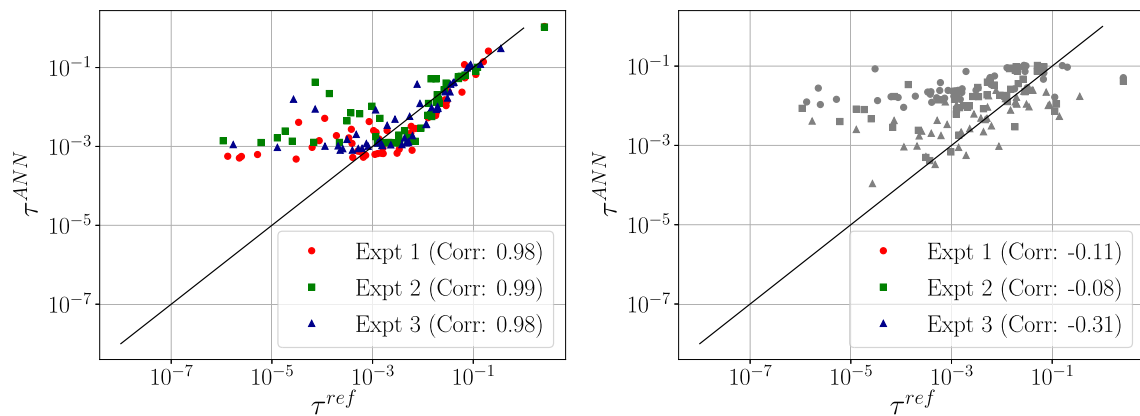 10^{-1}
10^{-3}
10^{-5}
10^{-7}
τ^{ANN}
Expt 1 (Corr: 0.98)
Expt 2 (Corr: 0.99)
Expt 3 (Corr: 0.98)
10^{-7} 10^{-5} 10^{-3} 10^{-1}
τ^{ref}
10^{-1}
10^{-3}
10^{-5}
10^{-7}
τ^{ANN}
Expt 1 (Corr: -0.11)
Expt 2 (Corr: -0.08)
Expt 3 (Corr: -0.31)
10^{-7} 10^{-5} 10^{-3} 10^{-1}
τ^{ref}